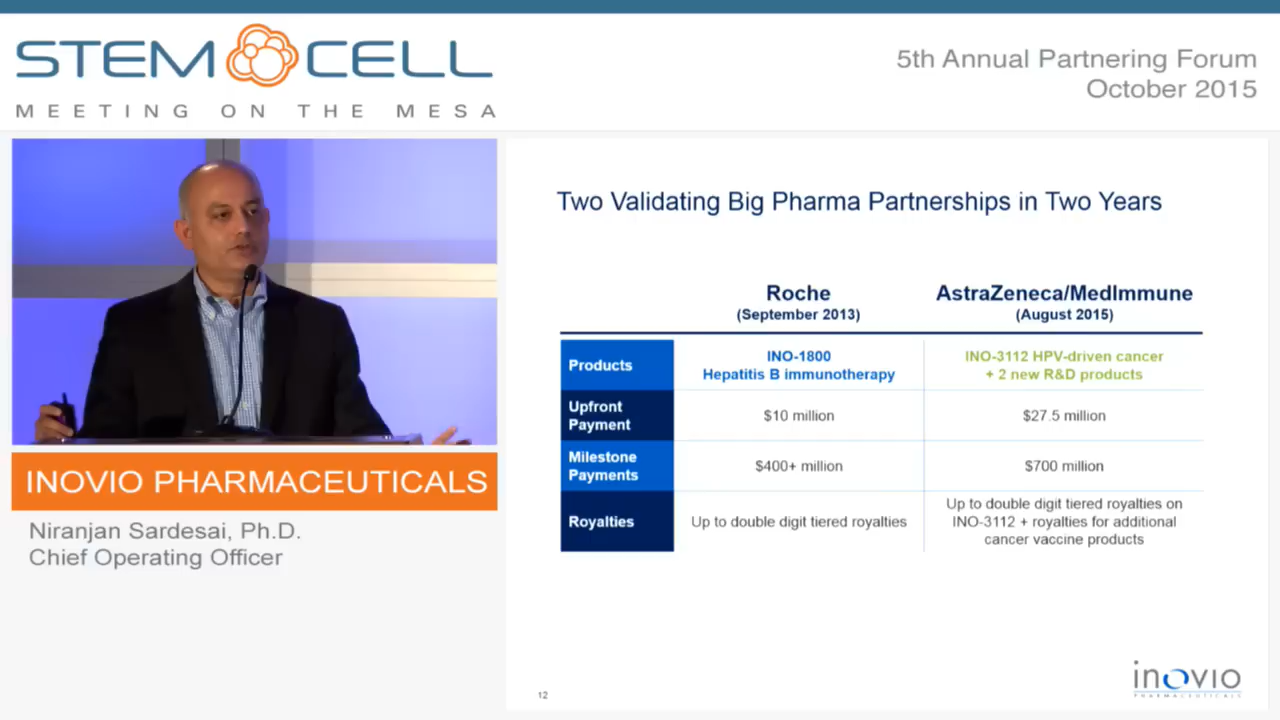 STEM CELL
MEETING ON THE MESA
5th Annual Partnering Forum
October 2015
INOVIO PHARMACEUTICALS
Niranjan Sardesai, Ph.D.
Chief Operating Officer
Two Validating Big Pharma Partnerships in Two Years
Roche
(September 2013)
AstraZeneca/MedImmune
(August 2015)
Products
INO-1800
Hepatitis B immunotherapy
INO-3112 HPV-driven cancer
+ 2 new R&D products
Upfront
Payment
$10 million
$27.5 million
Milestone
Payments
$400+ million
$700 million
Royalties
Up to double digit tiered royalties
Up to double digit tiered royalties on
INO-3112 + royalties for additional
cancer vaccine products
12
inovio
PHARMACEUTICALS